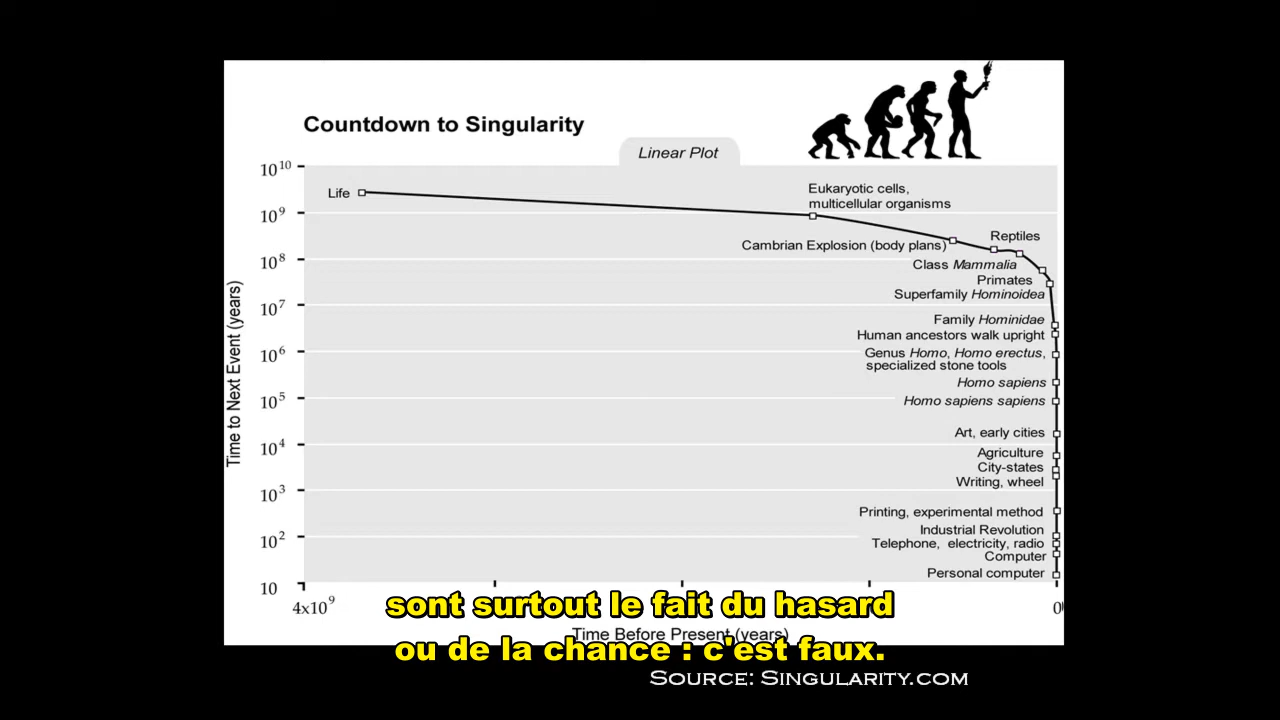 Countdown to Singularity
Linear Plot
10¹⁰
10⁹
10⁸
10⁷
10⁶
10⁵
10⁴
10³
10²
10
Time to Next Event (years)
Life
Eukaryotic cells,
multicellular organisms
Cambrian Explosion (body plans)
Reptiles
Class Mammalia
Primates
Superfamily Hominoidea
Family Hominidae
Human ancestors walk upright
Genus Homo, Homo erectus,
specialized stone tools
Homo sapiens
Homo sapiens sapiens
Art, early cities
Agriculture
City-states
Writing, wheel
Printing, experimental method
Industrial Revolution
Telephone, electricity, radio
Computer
Personal computer
4x10⁹
0
Time Before Present (years)
sont surtout le fait du hasard
ou de la chance : c'est faux.
Source: Singularity.com